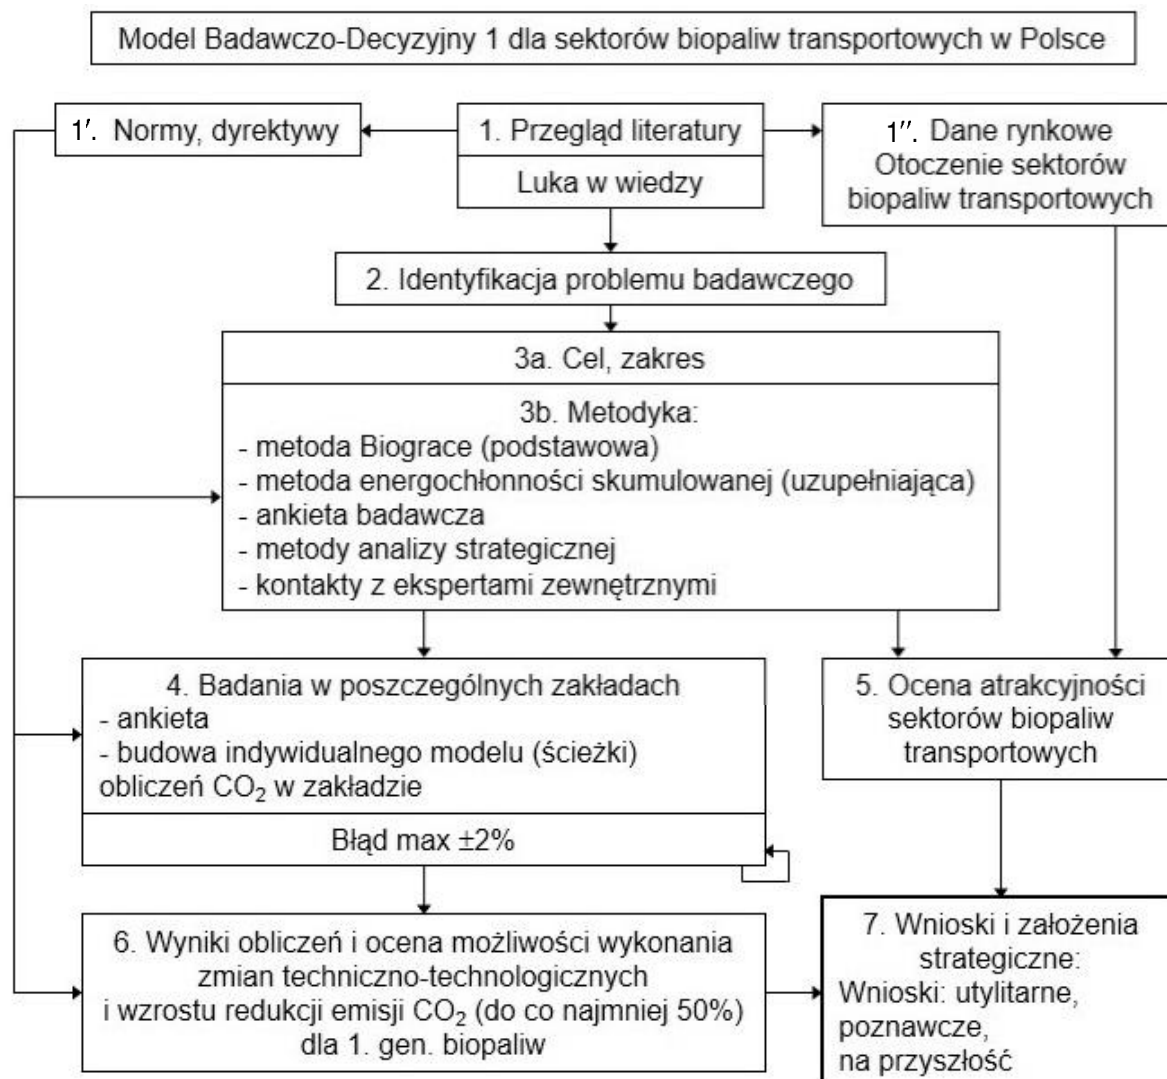 Model Badawczo-Decyzyjny 1 dla sektorów biopaliw transportowych w Polsce
1′. Normy, dyrektywy
1. Przegląd literatury
Luka w wiedzy
1′′. Dane rynkowe
Otoczenie sektorów
biopaliw transportowych
2. Identyfikacja problemu badawczego
3a. Cel, zakres
3b. Metodyka:
- metoda Biograce (podstawowa)
- metoda energochłonności skumulowanej (uzupełniająca)
- ankieta badawcza
- metody analizy strategicznej
- kontakty z ekspertami zewnętrznymi
4. Badania w poszczególnych zakładach
- ankieta
- budowa indywidualnego modelu (ścieżki)
obliczeń CO₂ w zakładzie
Błąd max ±2%
5. Ocena atrakcyjności
sektorów biopaliw
transportowych
6. Wyniki obliczeń i ocena możliwości wykonania
zmian techniczno-technologicznych
i wzrostu redukcji emisji CO₂ (do co najmniej 50%)
dla 1. gen. biopaliw
7. Wnioski i założenia
strategiczne:
Wnioski: utylitarne,
poznawcze,
na przyszłość